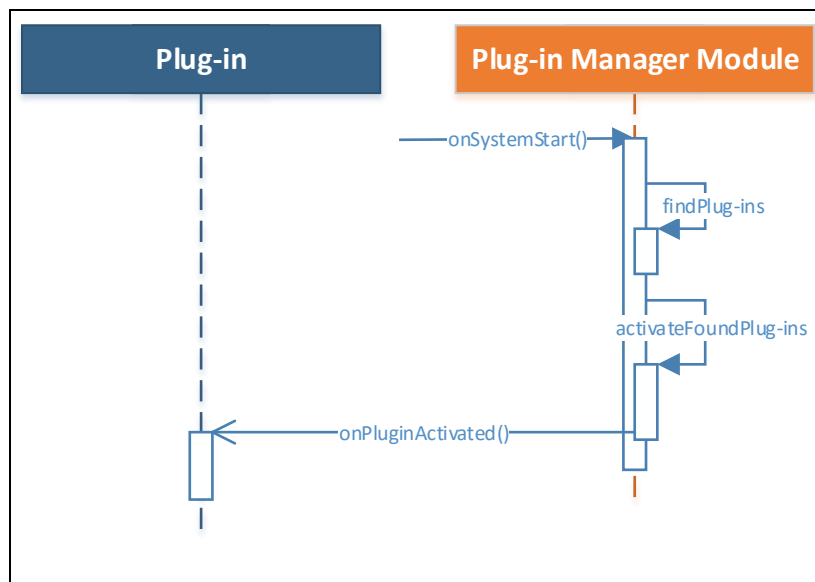 Plug-in
Plug-in Manager Module
onSystemStart()
findPlug-ins
activateFoundPlug-ins
onPluginActivated()